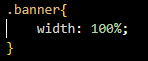 .banner{
    width: 100%;
}